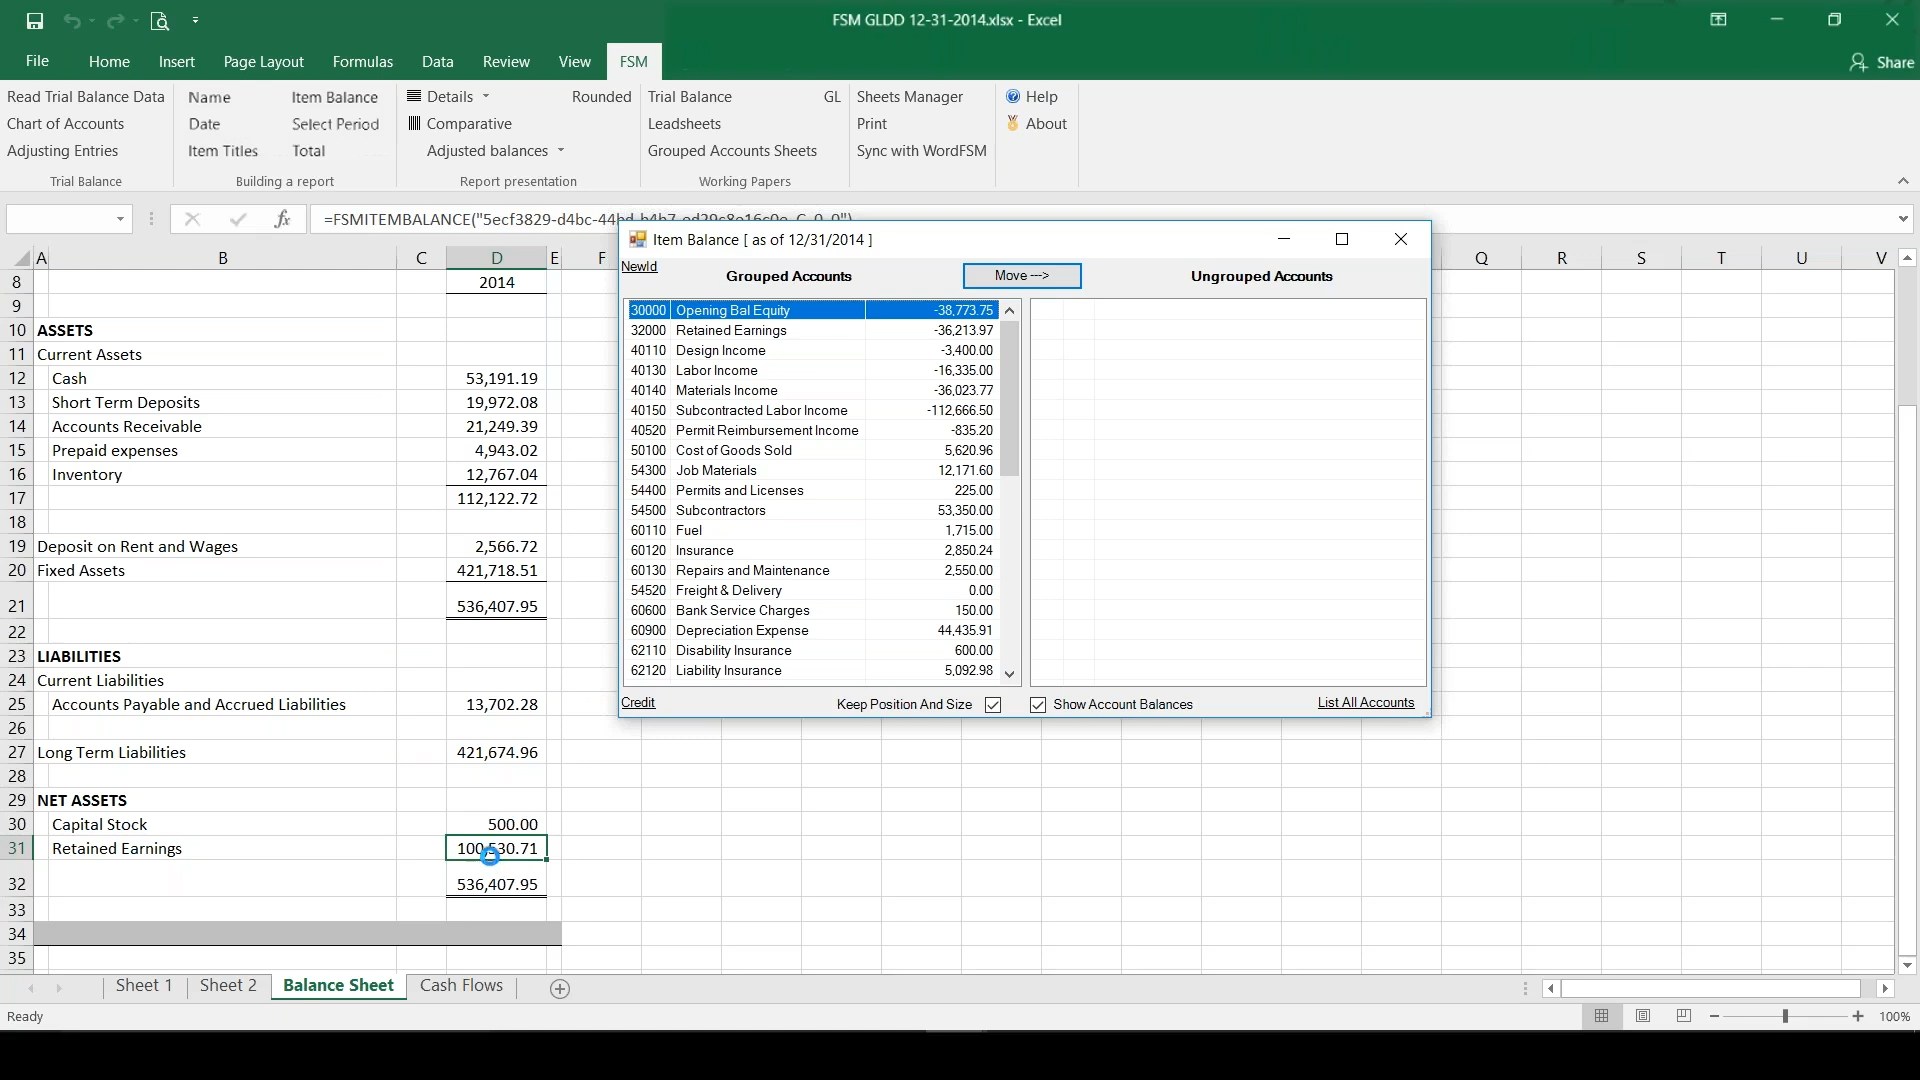 FSM GLDD 12-31-2014.xlsx - Excel
File Home Insert Page Layout Formulas Data Review View FSM Share
Read Trial Balance Data Name Item Balance Details Rounded Trial Balance GL Sheets Manager Help
Chart of Accounts Date Select Period Comparative Leadsheets Print About
Adjusting Entries Item Titles Total Adjusted balances Grouped Accounts Sheets Sync with WordFSM
Trial Balance Building a report Report presentation Working Papers
fx =FSMITEMBALANCE("5ecf3829-d4bc-44bd-b4b7-ed29c8e16c0e, C, 0, 0")
Item Balance [ as of 12/31/2014 ]
NewId Grouped Accounts Move ---> Ungrouped Accounts
30000 Opening Bal Equity -38,773.75
32000 Retained Earnings -36,213.97
40110 Design Income -3,400.00
40130 Labor Income -16,335.00
40140 Materials Income -36,023.77
40150 Subcontracted Labor Income -112,666.50
40520 Permit Reimbursement Income -835.20
50100 Cost of Goods Sold 5,620.96
54300 Job Materials 12,171.60
54400 Permits and Licenses 225.00
54500 Subcontractors 53,350.00
60110 Fuel 1,715.00
60120 Insurance 2,850.24
60130 Repairs and Maintenance 2,550.00
54520 Freight & Delivery 0.00
60600 Bank Service Charges 150.00
60900 Depreciation Expense 44,435.91
62110 Disability Insurance 600.00
62120 Liability Insurance 5,092.98
Credit Keep Position And Size Show Account Balances List All Accounts
A B C D E F Q R S T U V
8 2014
9
10 ASSETS
11 Current Assets
12 Cash 53,191.19
13 Short Term Deposits 19,972.08
14 Accounts Receivable 21,249.39
15 Prepaid expenses 4,943.02
16 Inventory 12,767.04
17 112,122.72
18
19 Deposit on Rent and Wages 2,566.72
20 Fixed Assets 421,718.51
21 536,407.95
22
23 LIABILITIES
24 Current Liabilities
25 Accounts Payable and Accrued Liabilities 13,702.28
26
27 Long Term Liabilities 421,674.96
28
29 NET ASSETS
30 Capital Stock 500.00
31 Retained Earnings 100,530.71
32 536,407.95
33
34
35
Sheet 1 Sheet 2 Balance Sheet Cash Flows
Ready 100%